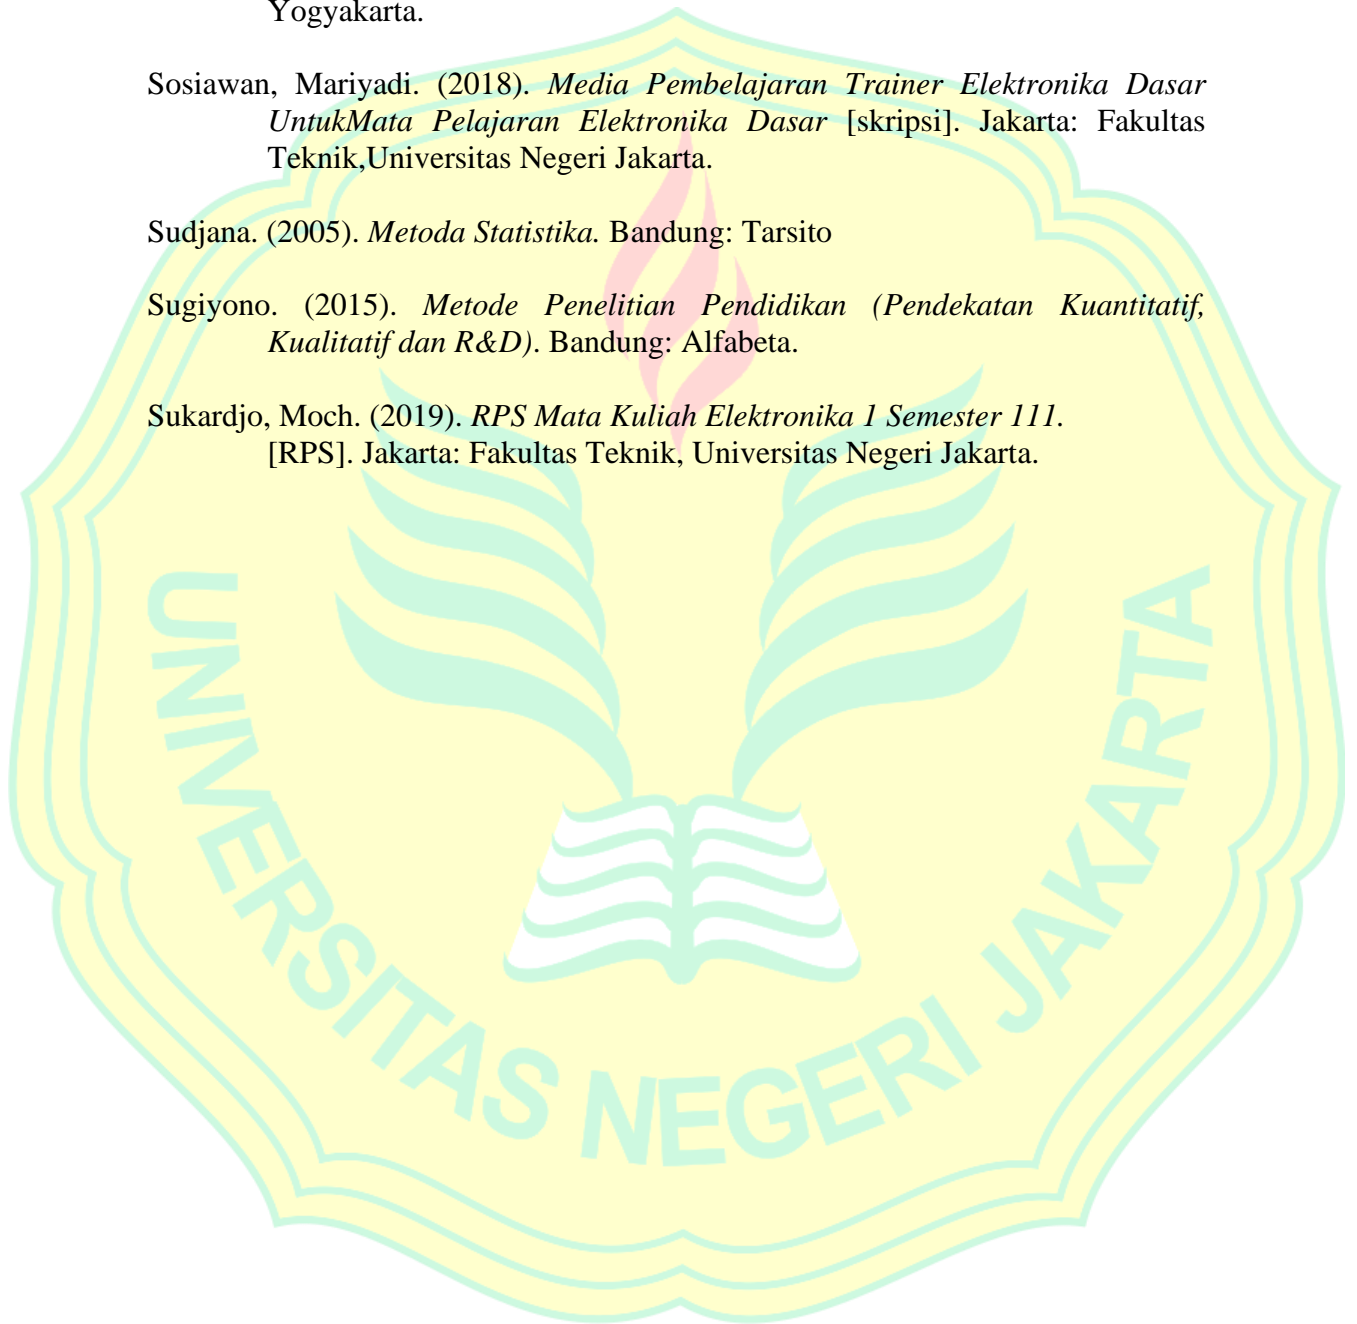 Yogyakarta.
Sosiawan, Mariyadi. (2018). Media Pembelajaran Trainer Elektronika Dasar
UntukMata Pelajaran Elektronika Dasar [skripsi]. Jakarta: Fakultas
Teknik,Universitas Negeri Jakarta.
Sudjana. (2005). Metoda Statistika. Bandung: Tarsito
Sugiyono. (2015). Metode Penelitian Pendidikan (Pendekatan Kuantitatif,
Kualitatif dan R&D). Bandung: Alfabeta.
Sukardjo, Moch. (2019). RPS Mata Kuliah Elektronika 1 Semester 111.
[RPS]. Jakarta: Fakultas Teknik, Universitas Negeri Jakarta.
UNIVERSITAS NEGERI JAKARTA